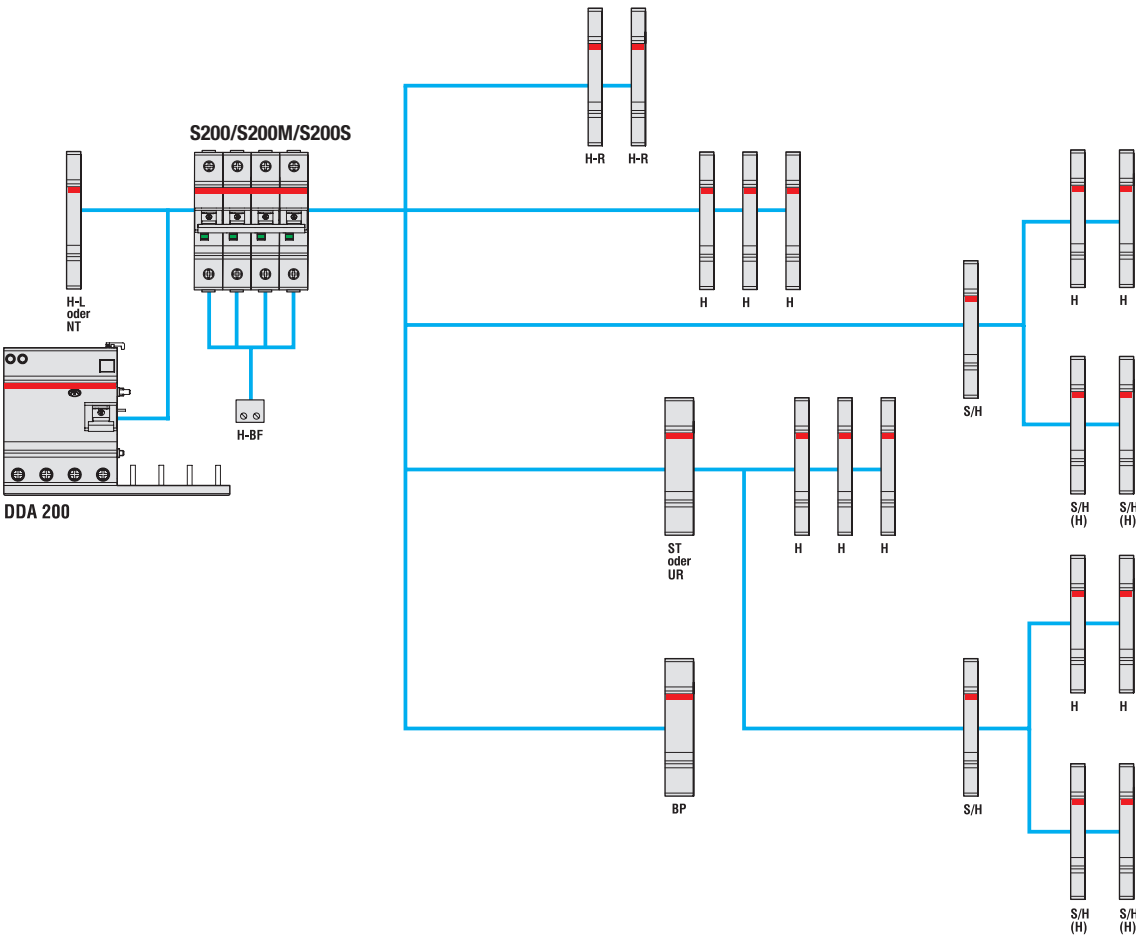 H-R
H-R
S200/S200M/S200S
H-L
oder
NT
H
H
H
H
H
H-BF
S/H
DDA 200
S/H
(H)
S/H
(H)
ST
oder
UR
H
H
H
H
H
BP
S/H
S/H
(H)
S/H
(H)